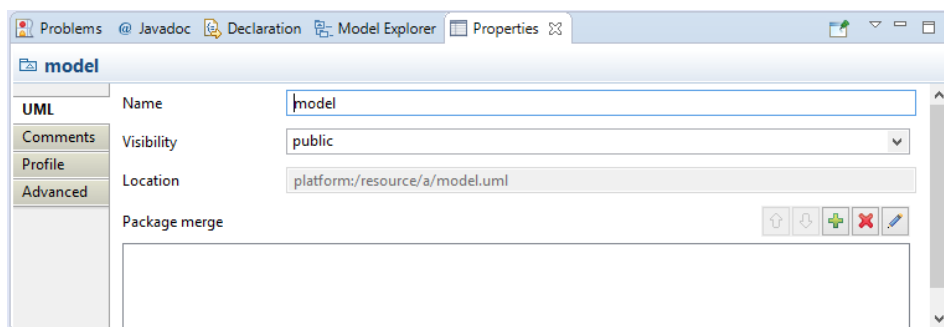 Problems @ Javadoc Declaration Model Explorer Properties
model
UML
Comments
Profile
Advanced
Name model
Visibility public
Location platform:/resource/a/model.uml
Package merge